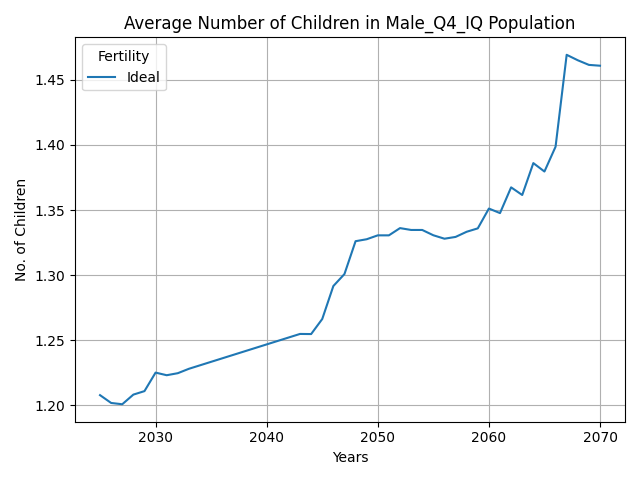 Average Number of Children in Male_Q4_IQ Population
Fertility
Ideal
1.45
1.40
1.35
1.30
1.25
1.20
No. of Children
2030 2040 2050 2060 2070
Years